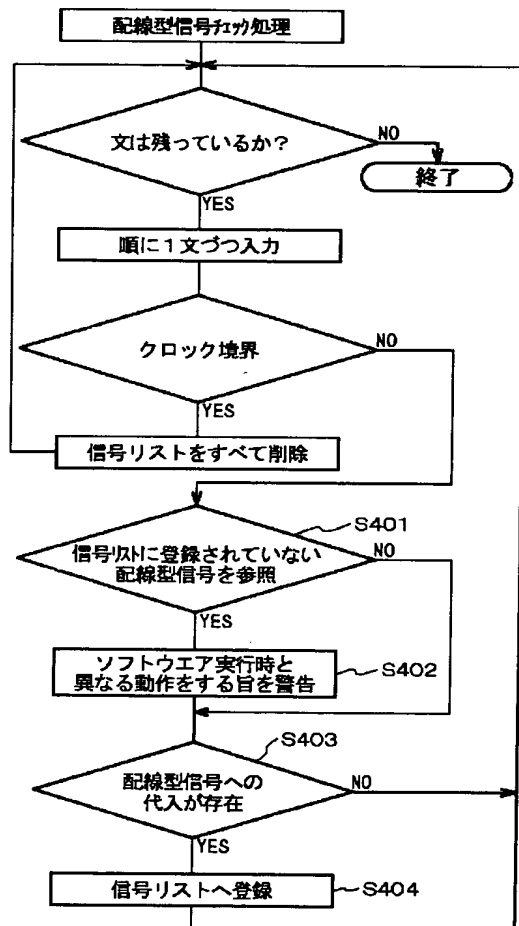 配線型信号チェック処理
文は残っているか?
NO
終了
YES
順に1文づつ入力
クロック境界
NO
YES
信号リストをすべて削除
S401
信号リストに登録されていない
配線型信号を参照
NO
YES
ソフトウエア実行時と
異なる動作をする旨を警告
S402
S403
配線型信号への
代入が存在
NO
YES
信号リストへ登録
S404